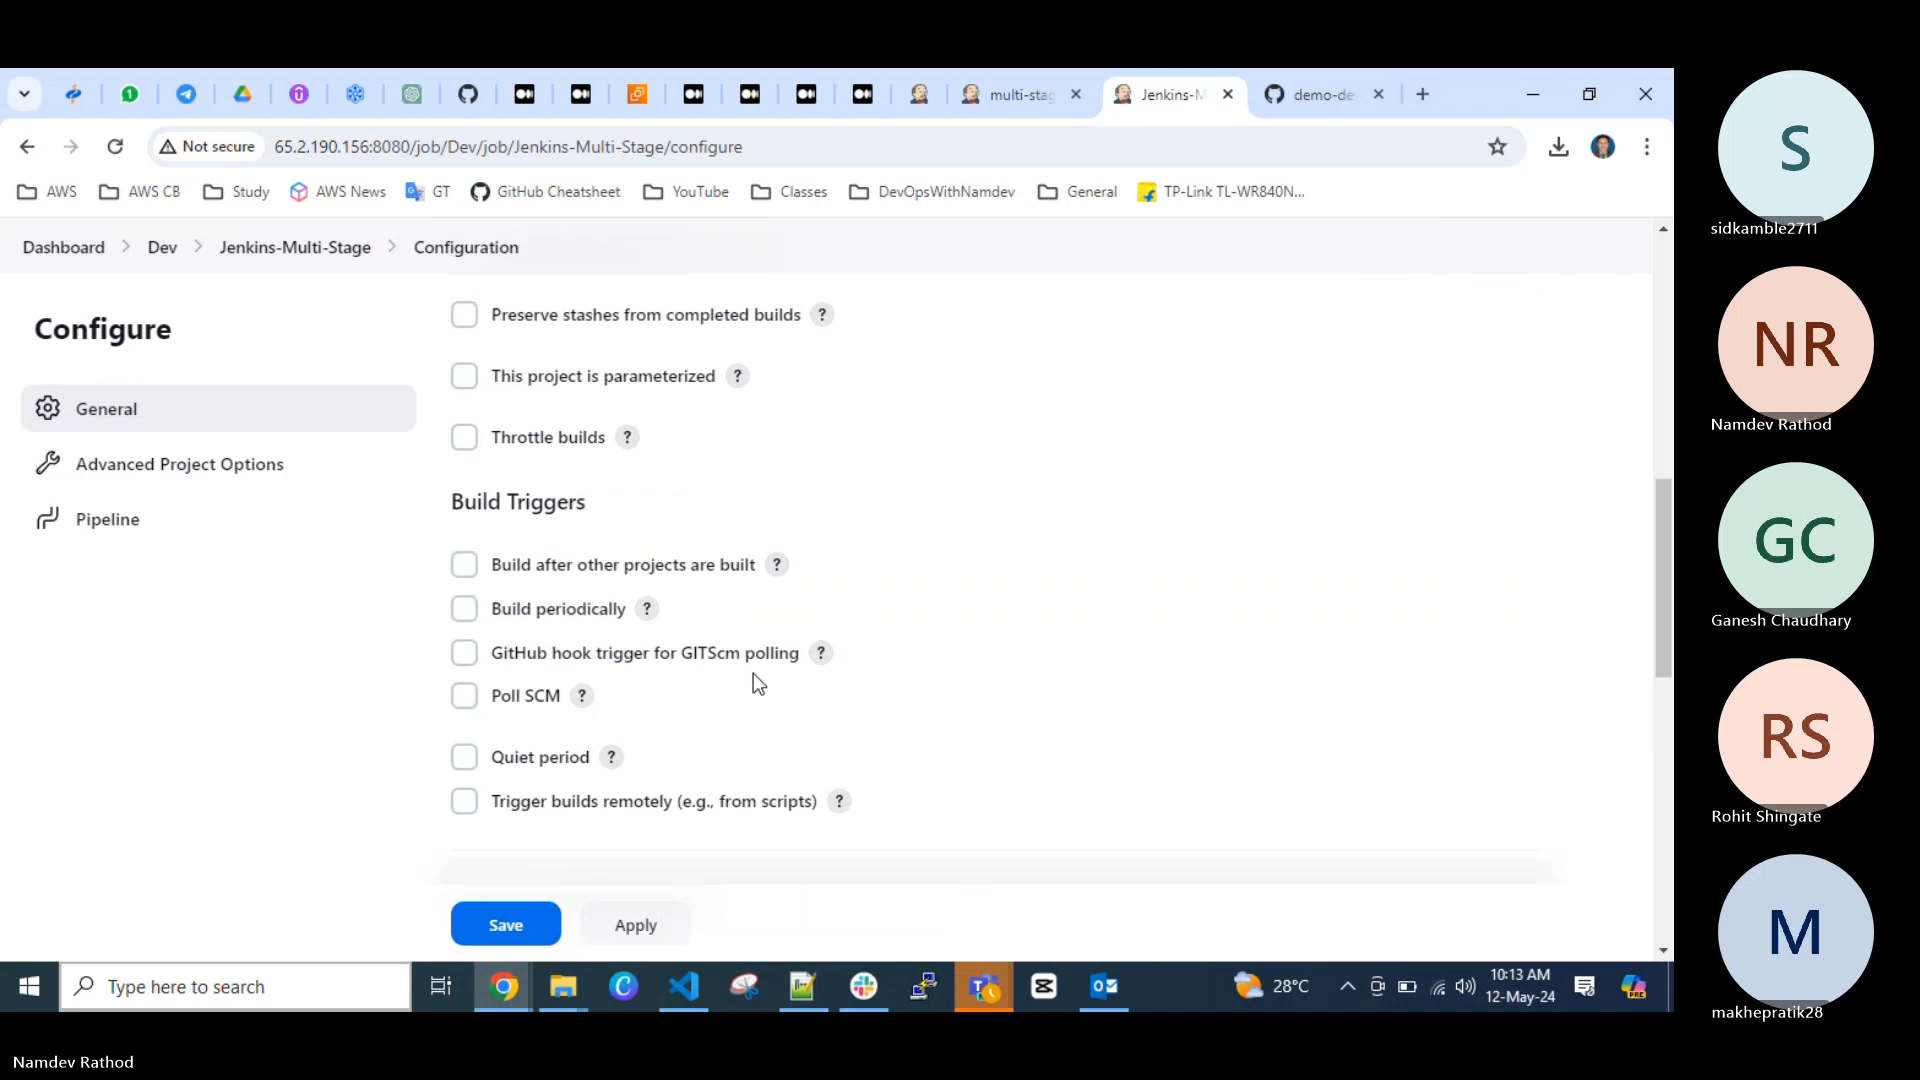 multi-stag
Jenkins-M
demo-de
Not secure
65.2.190.156:8080/job/Dev/job/Jenkins-Multi-Stage/configure
AWS
AWS CB
Study
AWS News
GT
GitHub Cheatsheet
YouTube
Classes
DevOpsWithNamdev
General
TP-Link TL-WR840N...
Dashboard > Dev > Jenkins-Multi-Stage > Configuration
Configure
General
Advanced Project Options
Pipeline
Preserve stashes from completed builds ?
This project is parameterized ?
Throttle builds ?
Build Triggers
Build after other projects are built ?
Build periodically ?
GitHub hook trigger for GITScm polling ?
Poll SCM ?
Quiet period ?
Trigger builds remotely (e.g., from scripts) ?
Save
Apply
Type here to search
28°C
10:13 AM
12-May-24
S
sidkamble2711
NR
Namdev Rathod
GC
Ganesh Chaudhary
RS
Rohit Shingate
M
makhepratik28
Namdev Rathod